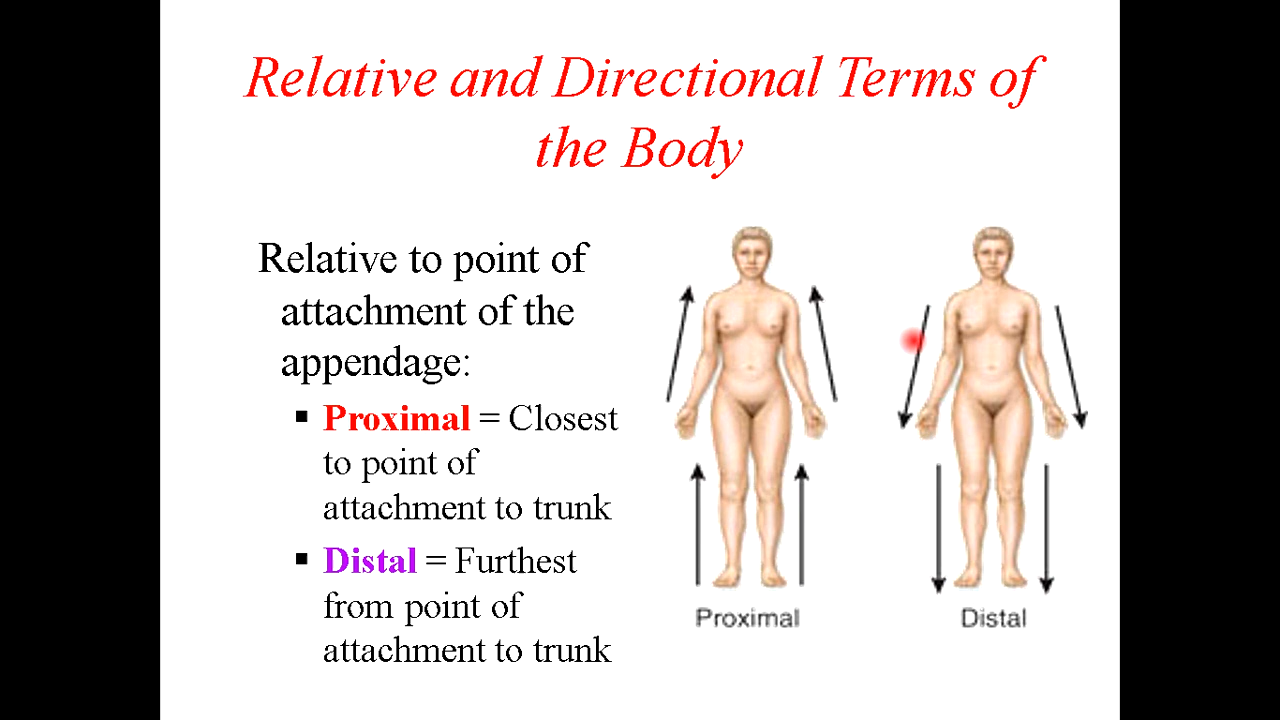 Relative and Directional Terms of
the Body
Relative to point of
attachment of the
appendage:
▪ Proximal = Closest
to point of
attachment to trunk
▪ Distal = Furthest
from point of
attachment to trunk
Proximal
Distal